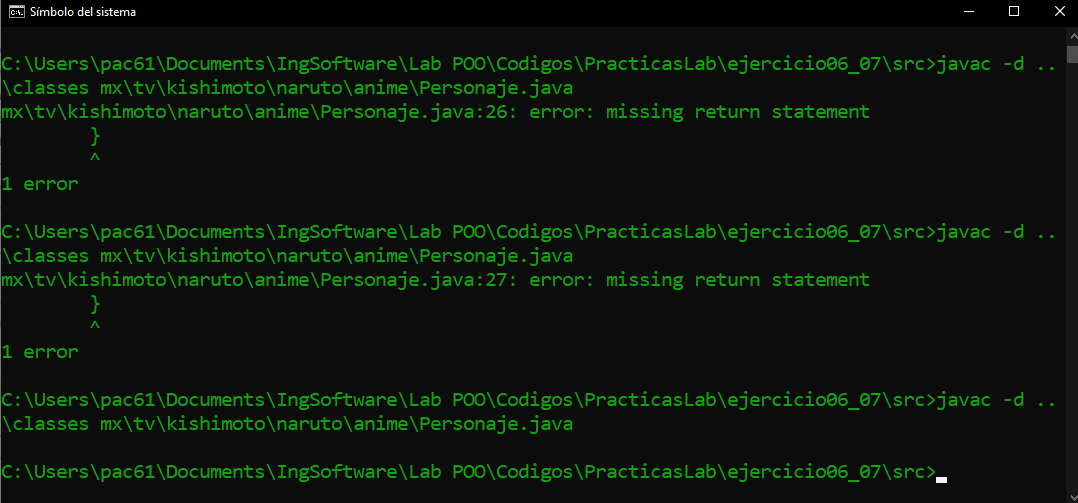 Símbolo del sistema
C:\Users\pac61\Documents\IngSoftware\Lab POO\Codigos\PracticasLab\ejercicio06_07\src>javac -d ..
\classes mx\tv\kishimoto\naruto\anime\Personaje.java
mx\tv\kishimoto\naruto\anime\Personaje.java:26: error: missing return statement
        }
        ^
1 error
C:\Users\pac61\Documents\IngSoftware\Lab POO\Codigos\PracticasLab\ejercicio06_07\src>javac -d ..
\classes mx\tv\kishimoto\naruto\anime\Personaje.java
mx\tv\kishimoto\naruto\anime\Personaje.java:27: error: missing return statement
        }
        ^
1 error
C:\Users\pac61\Documents\IngSoftware\Lab POO\Codigos\PracticasLab\ejercicio06_07\src>javac -d ..
\classes mx\tv\kishimoto\naruto\anime\Personaje.java
C:\Users\pac61\Documents\IngSoftware\Lab POO\Codigos\PracticasLab\ejercicio06_07\src>